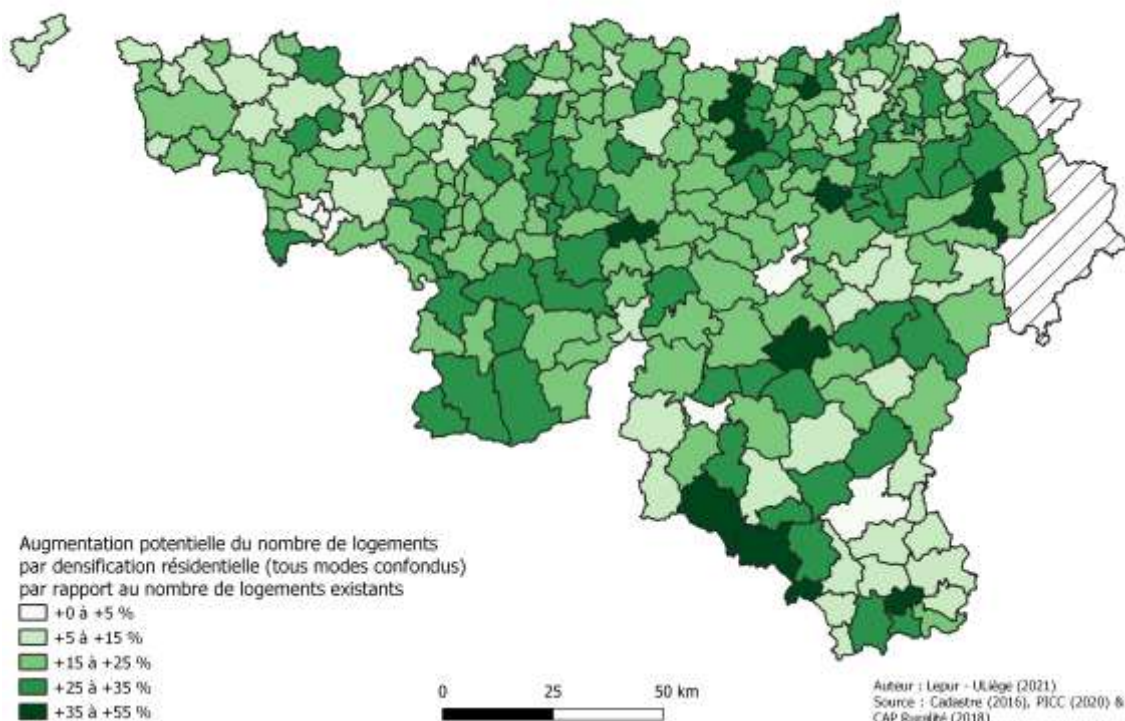 Augmentation potentielle du nombre de logements
par densification résidentielle (tous modes confondus)
par rapport au nombre de logements existants
+0 à +5 %
+5 à +15 %
+15 à +25 %
+25 à +35 %
+35 à +55 %
0 25 50 km
Auteur : Lepur - ULiège (2021)
Source : Cadastre (2016), PICC (2020) &
CAP Ruralité (2018)